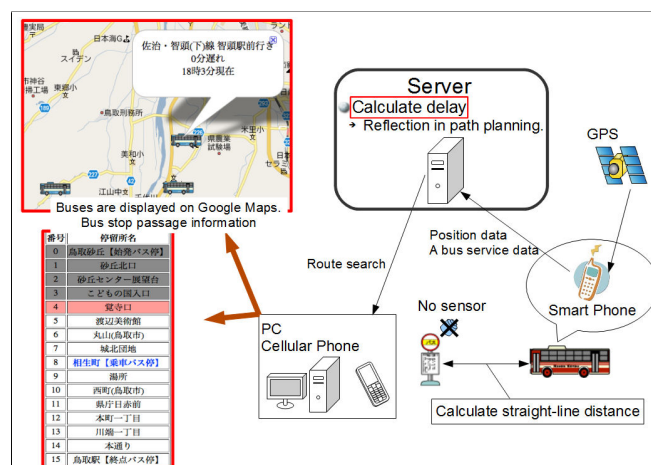 日本海G
スイデン
東郷小
文
鳥取刑務所
美和小
文
江山中文
県農業
試験場
米里小
文
佐治・智頭(下)線 智頭駅前行き
0分遅れ
18時3分現在
Buses are displayed on Google Maps.
Bus stop passage information
番号 停留所名
0 鳥取砂丘【始発バス停】
1 砂丘北口
2 砂丘センター展望台
3 こどもの国入口
4 覚寺口
5 渡辺美術館
6 丸山(鳥取市)
7 城北団地
8 相生町【乗車バス停】
9 湯所
10 西町(鳥取市)
11 県庁日赤前
12 本町一丁目
13 川端一丁目
14 本通り
15 鳥取駅【終点バス停】
Server
Calculate delay
Reflection in path planning.
GPS
Position data
A bus service data
Route search
Smart Phone
No sensor
PC
Cellular Phone
Calculate straight-line distance